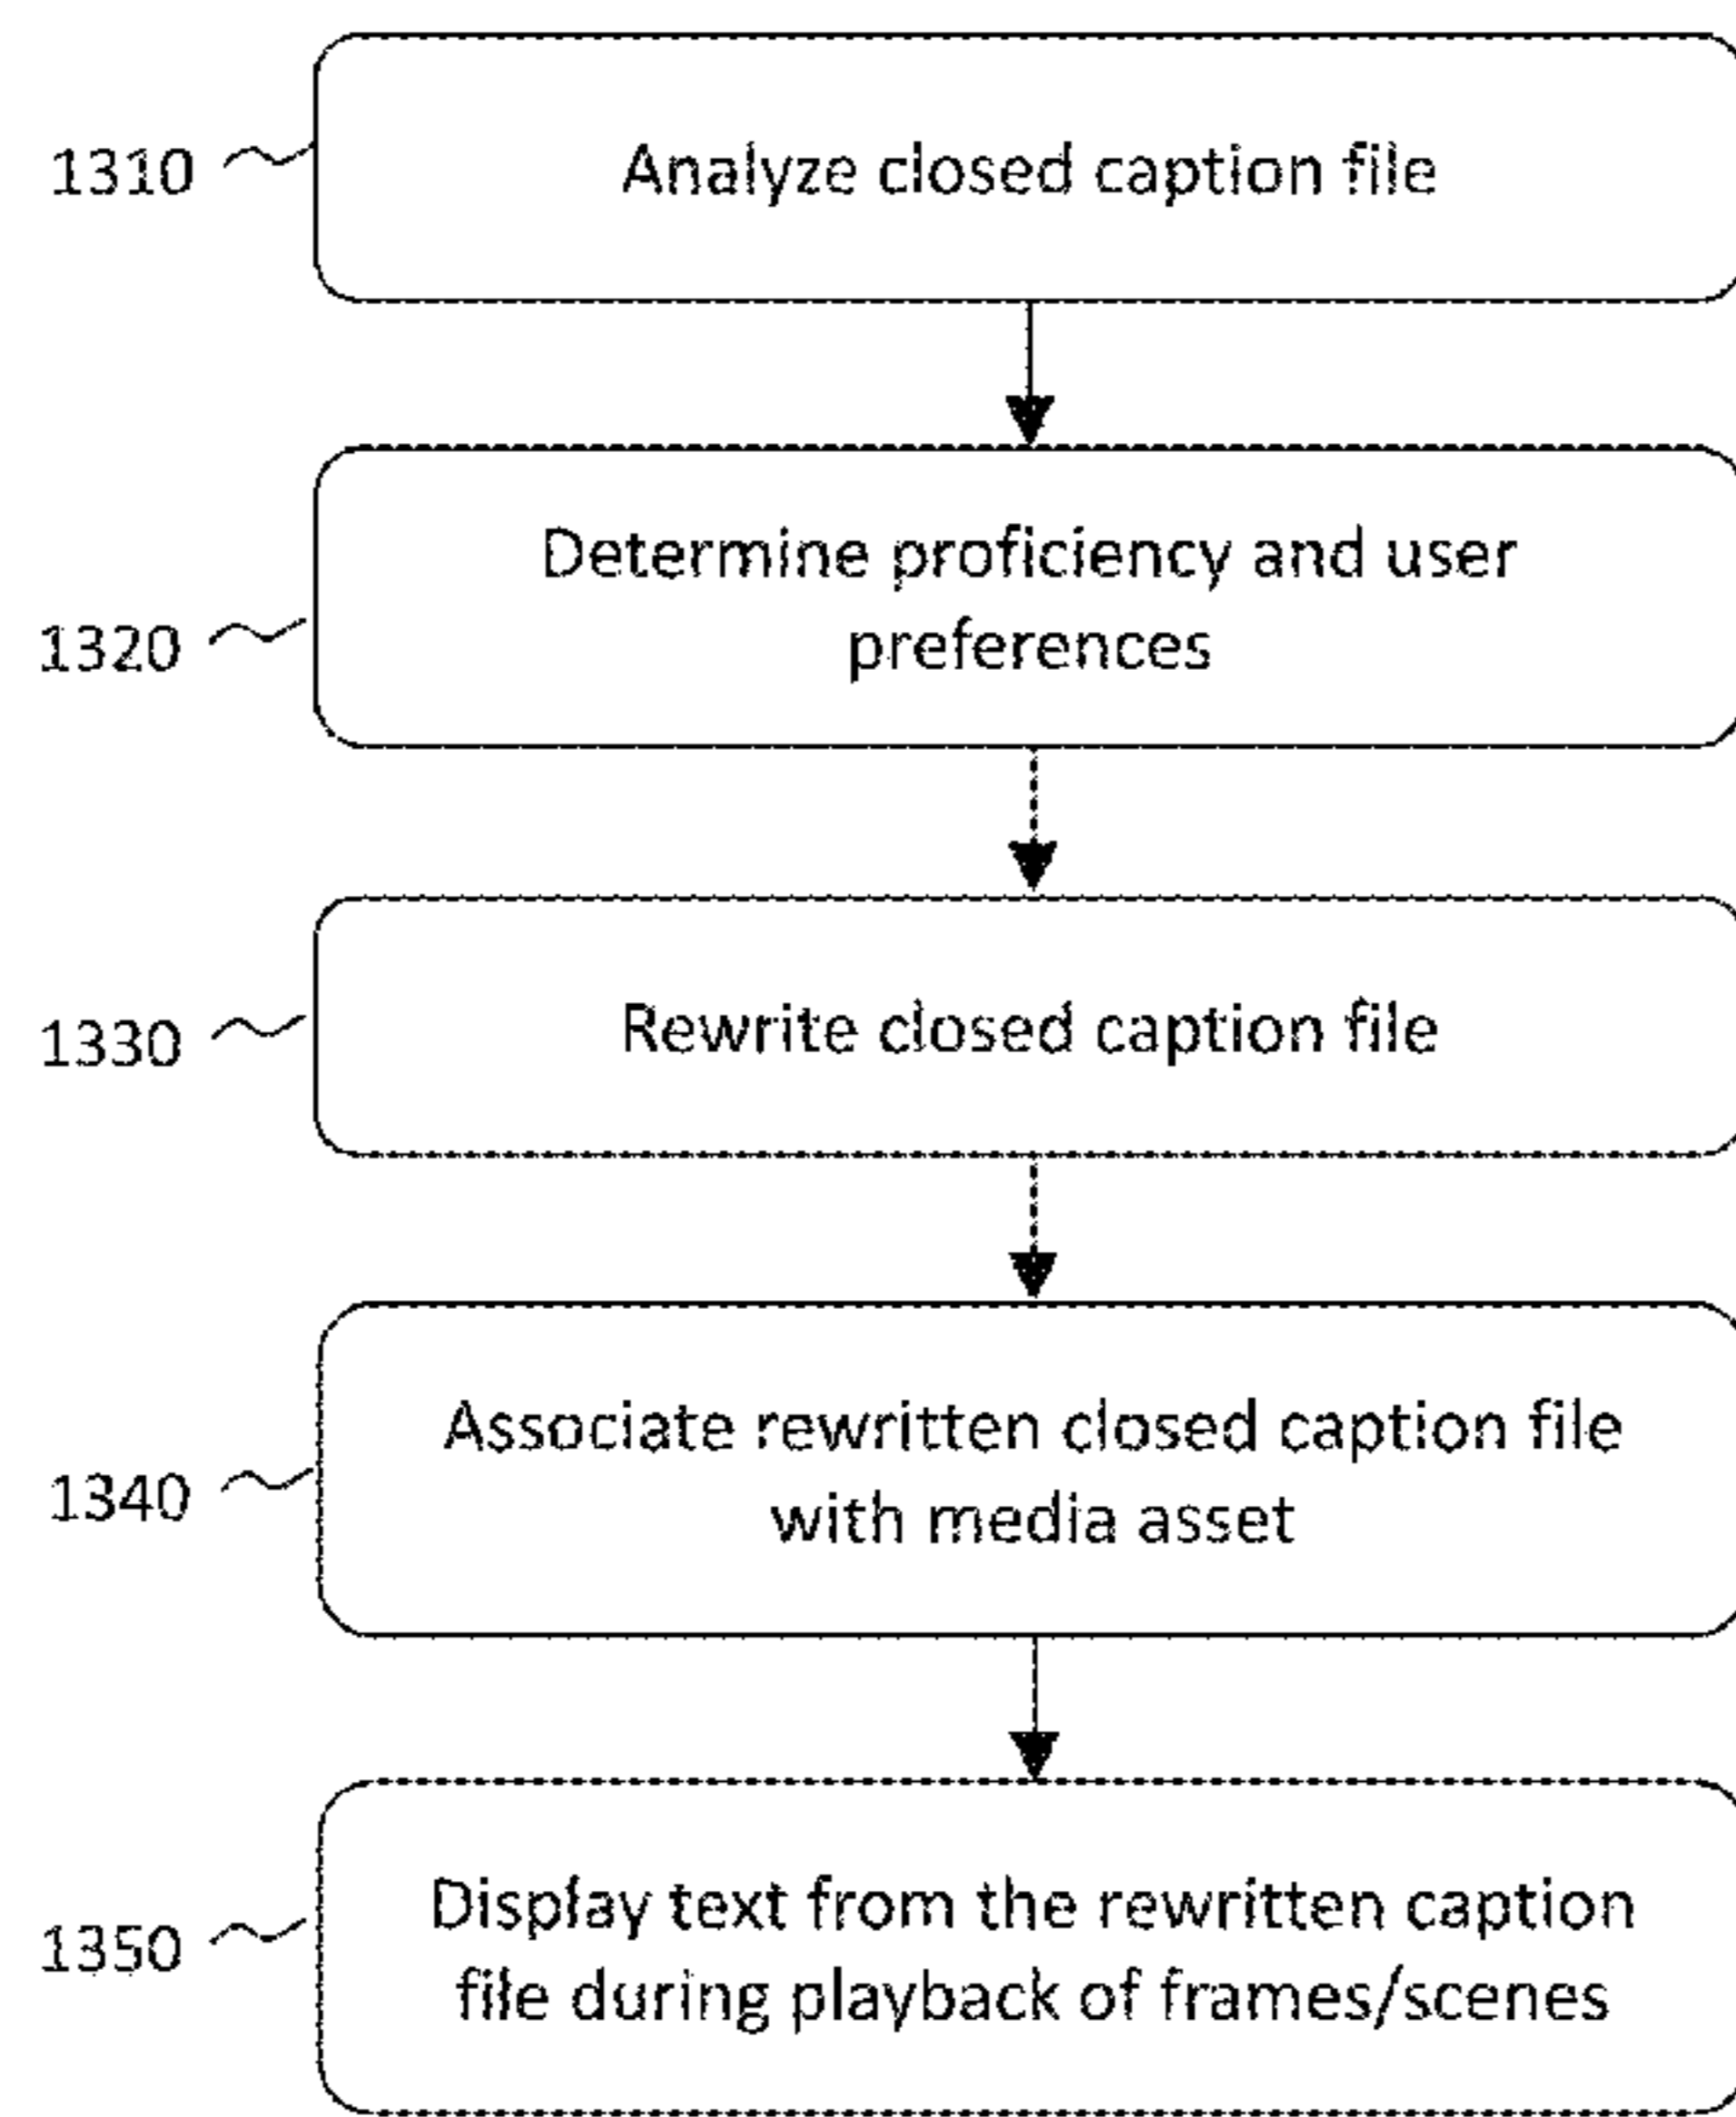 1310
Analyze closed caption file
Determine proficiency and user
1320
preferences
1330
Rewrite closed caption file
Associate rewritten closed caption file
1340
with media asset
Display text from the rewritten caption
1350
file during playback of frames/scenes